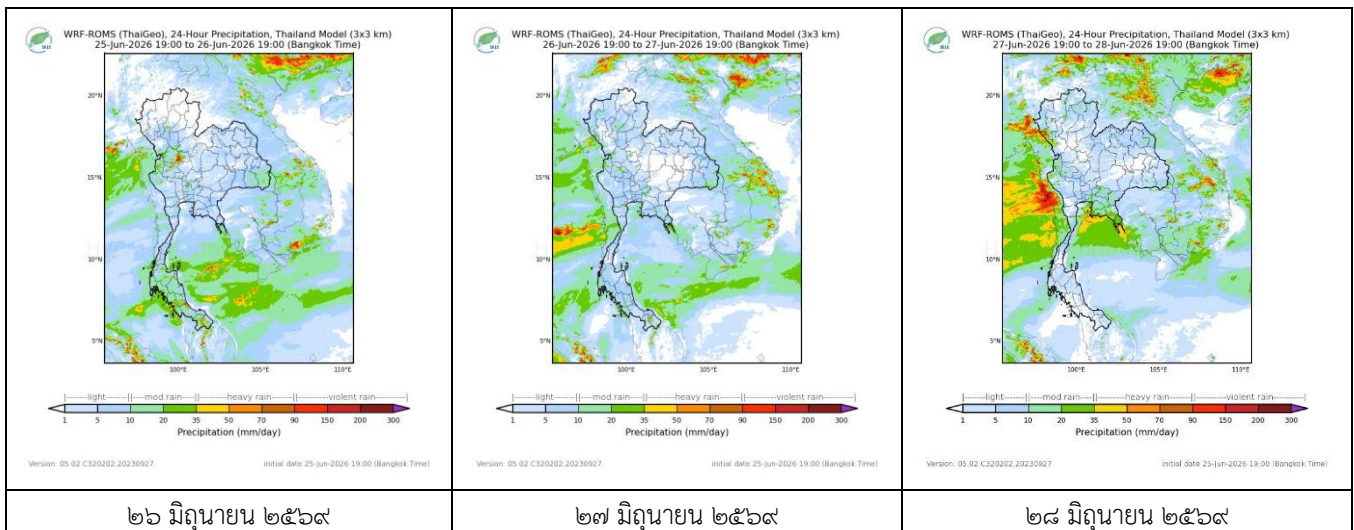 HII
WRF-ROMS (ThaiGeo), 24-Hour Precipitation, Thailand Model (3x3 km)
25-Jun-2026 19:00 to 26-Jun-2026 19:00 (Bangkok Time)
20°N
15°N
10°N
5°N
100°E 105°E 110°E
|------light------||---mod rain---||------heavy rain------||------violent rain------|
1 5 10 20 35 50 70 90 150 200 300
Precipitation (mm/day)
Version: 05.02.C320202.20230927 initial date 25-Jun-2026 19:00 (Bangkok Time)
๒๖ มิถุนายน ๒๕๖๙
HII
WRF-ROMS (ThaiGeo), 24-Hour Precipitation, Thailand Model (3x3 km)
26-Jun-2026 19:00 to 27-Jun-2026 19:00 (Bangkok Time)
20°N
15°N
10°N
5°N
100°E 105°E 110°E
|------light------||---mod rain---||------heavy rain------||------violent rain------|
1 5 10 20 35 50 70 90 150 200 300
Precipitation (mm/day)
Version: 05.02.C320202.20230927 initial date 25-Jun-2026 19:00 (Bangkok Time)
๒๗ มิถุนายน ๒๕๖๙
HII
WRF-ROMS (ThaiGeo), 24-Hour Precipitation, Thailand Model (3x3 km)
27-Jun-2026 19:00 to 28-Jun-2026 19:00 (Bangkok Time)
20°N
15°N
10°N
5°N
100°E 105°E 110°E
|------light------||---mod rain---||------heavy rain------||------violent rain------|
1 5 10 20 35 50 70 90 150 200 300
Precipitation (mm/day)
Version: 05.02.C320202.20230927 initial date 25-Jun-2026 19:00 (Bangkok Time)
๒๘ มิถุนายน ๒๕๖๙